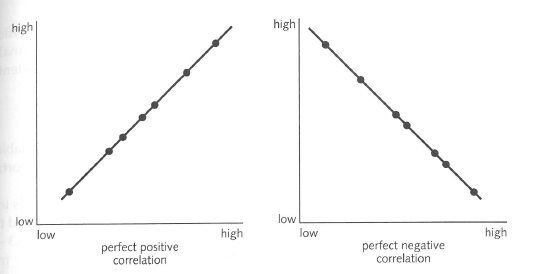 high
low
low
high
perfect positive
correlation
high
low
low
high
perfect negative
correlation